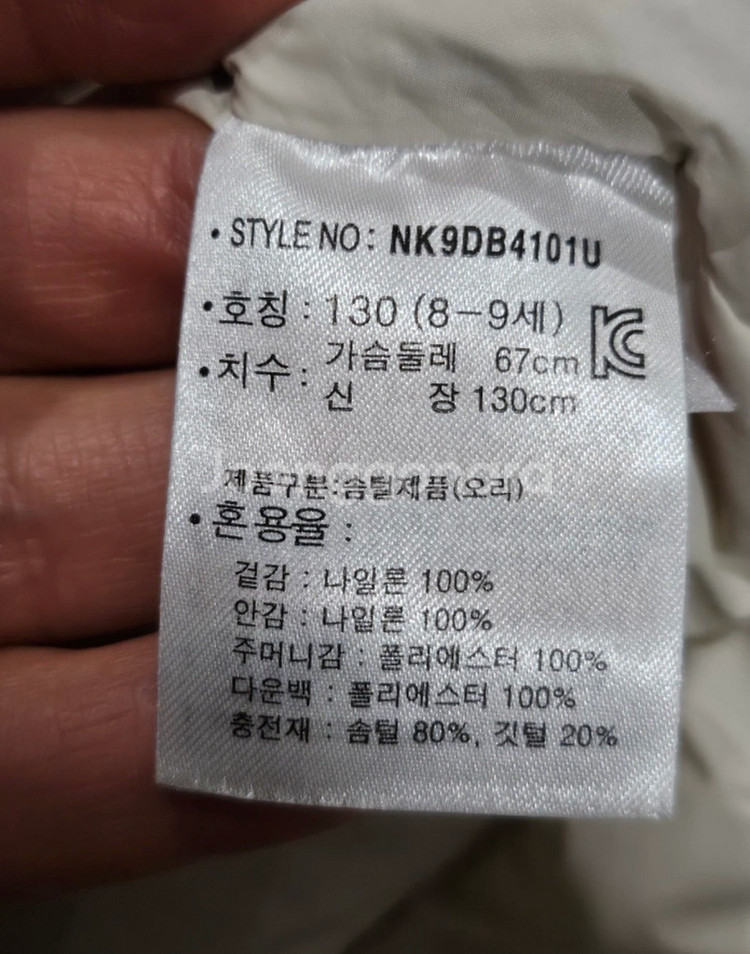 • STYLE NO: NK9DB4101U
• 호칭 : 130 (8-9세)
• 치수 : 가슴둘레 67cm
신 장 130cm
제품구분:솜털제품(오리)
• 혼용율 :
겉감 : 나일론 100%
안감 : 나일론 100%
주머니감 : 폴리에스터 100%
다운백 : 폴리에스터 100%
충전재 : 솜털 80%, 깃털 20%